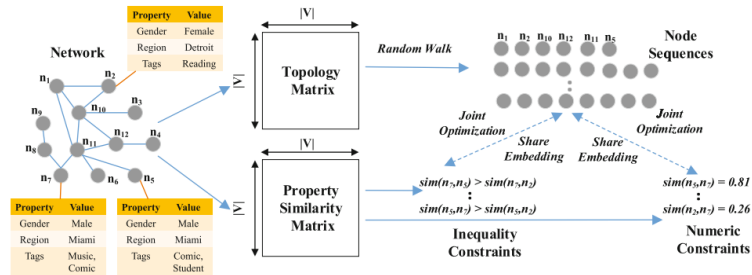 Property Value
Gender Female
Region Detroit
Tags Reading
Network
n1
n2
n3
n10
n9
n11
n12
n4
n8
n7
n6
n5
Property Value
Gender Male
Region Miami
Tags Music,
Comic
Property Value
Gender Male
Region Miami
Tags Comic,
Student
|V|
|V|
Topology
Matrix
|V|
|V|
Property
Similarity
Matrix
Random Walk
n1 n2 n10 n12 n11 n5
Node
Sequences
Joint
Optimization
Share
Embedding
Share
Embedding
Joint
Optimization
sim(n7,n5) > sim(n7,n2)
sim(n5,n7) > sim(n5,n2)
Inequality
Constraints
sim(n5,n7) = 0.81
sim(n2,n7) = 0.26
Numeric
Constraints